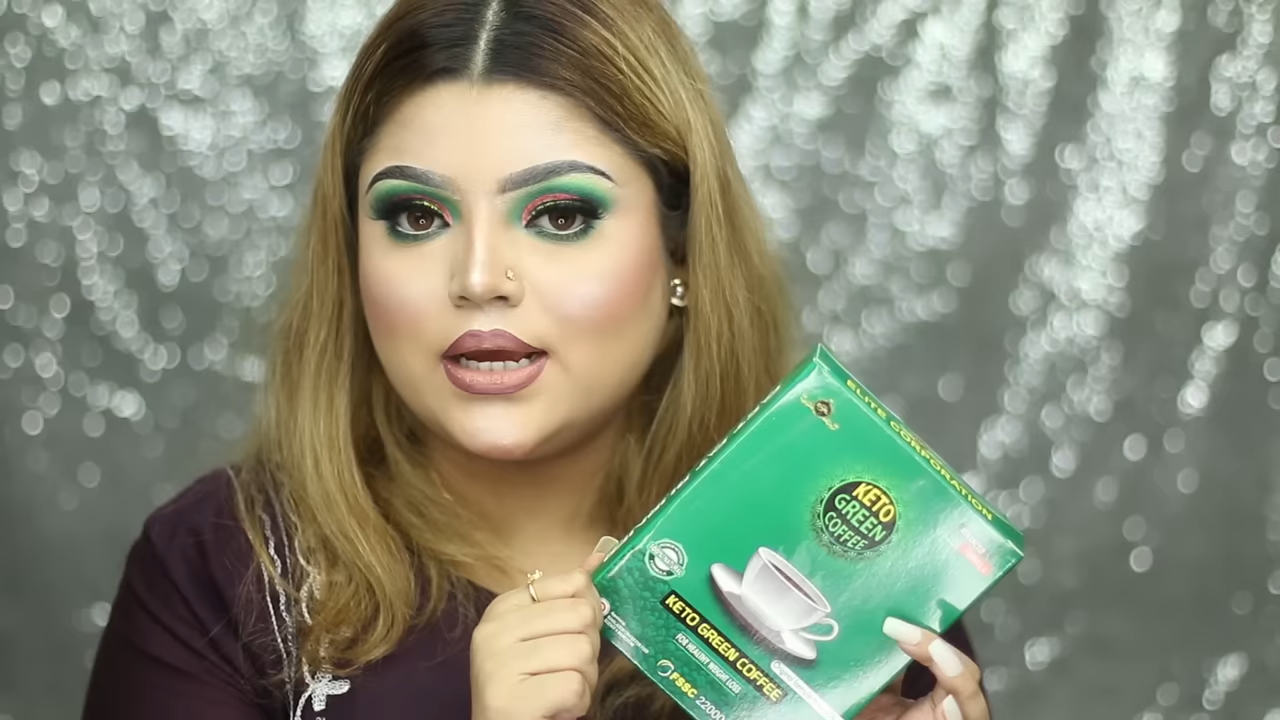 ELITE CORPORATION
KETO
GREEN
COFFEE
KETO GREEN COFFEE
FOR HEALTHY WEIGHT LOSS
FSSC 22000